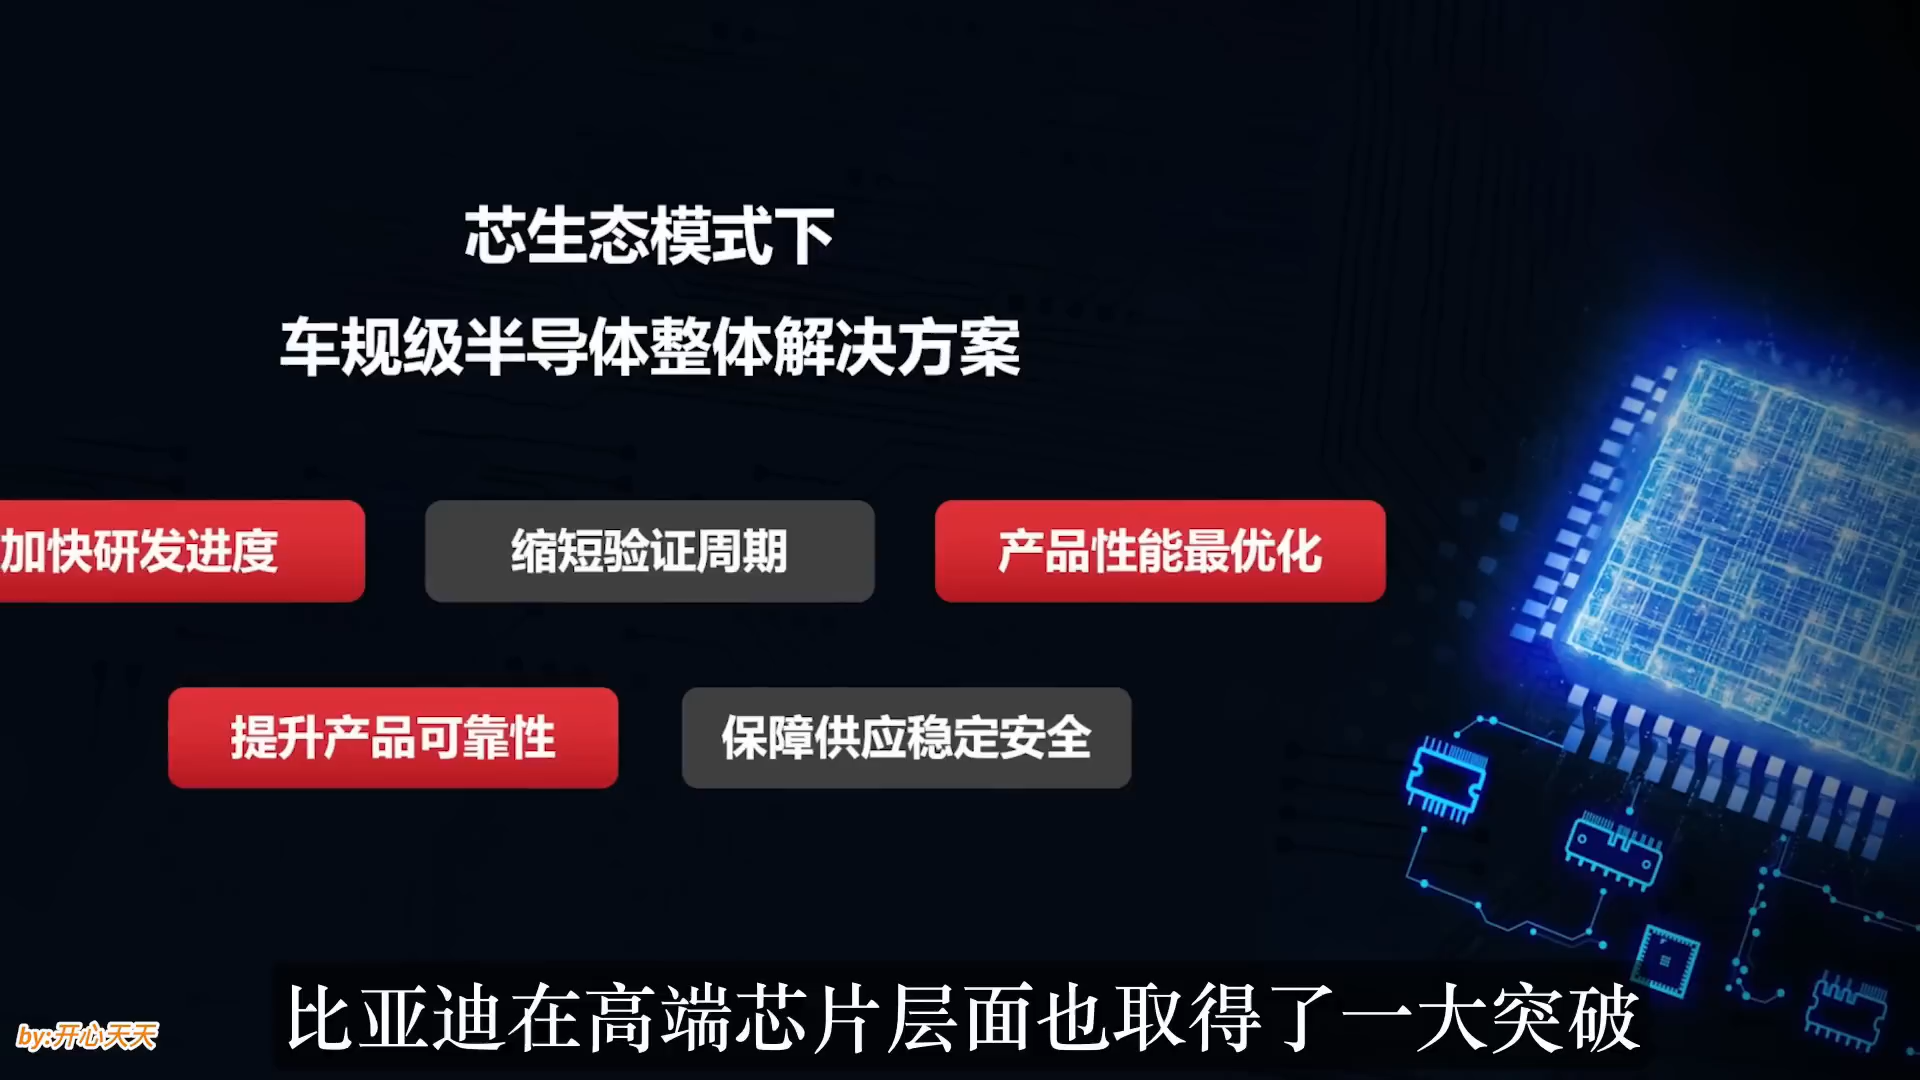 芯生态模式下
车规级半导体整体解决方案
加快研发进度
缩短验证周期
产品性能最优化
提升产品可靠性
保障供应稳定安全
比亚迪在高端芯片层面也取得了一大突破
by:开心天天